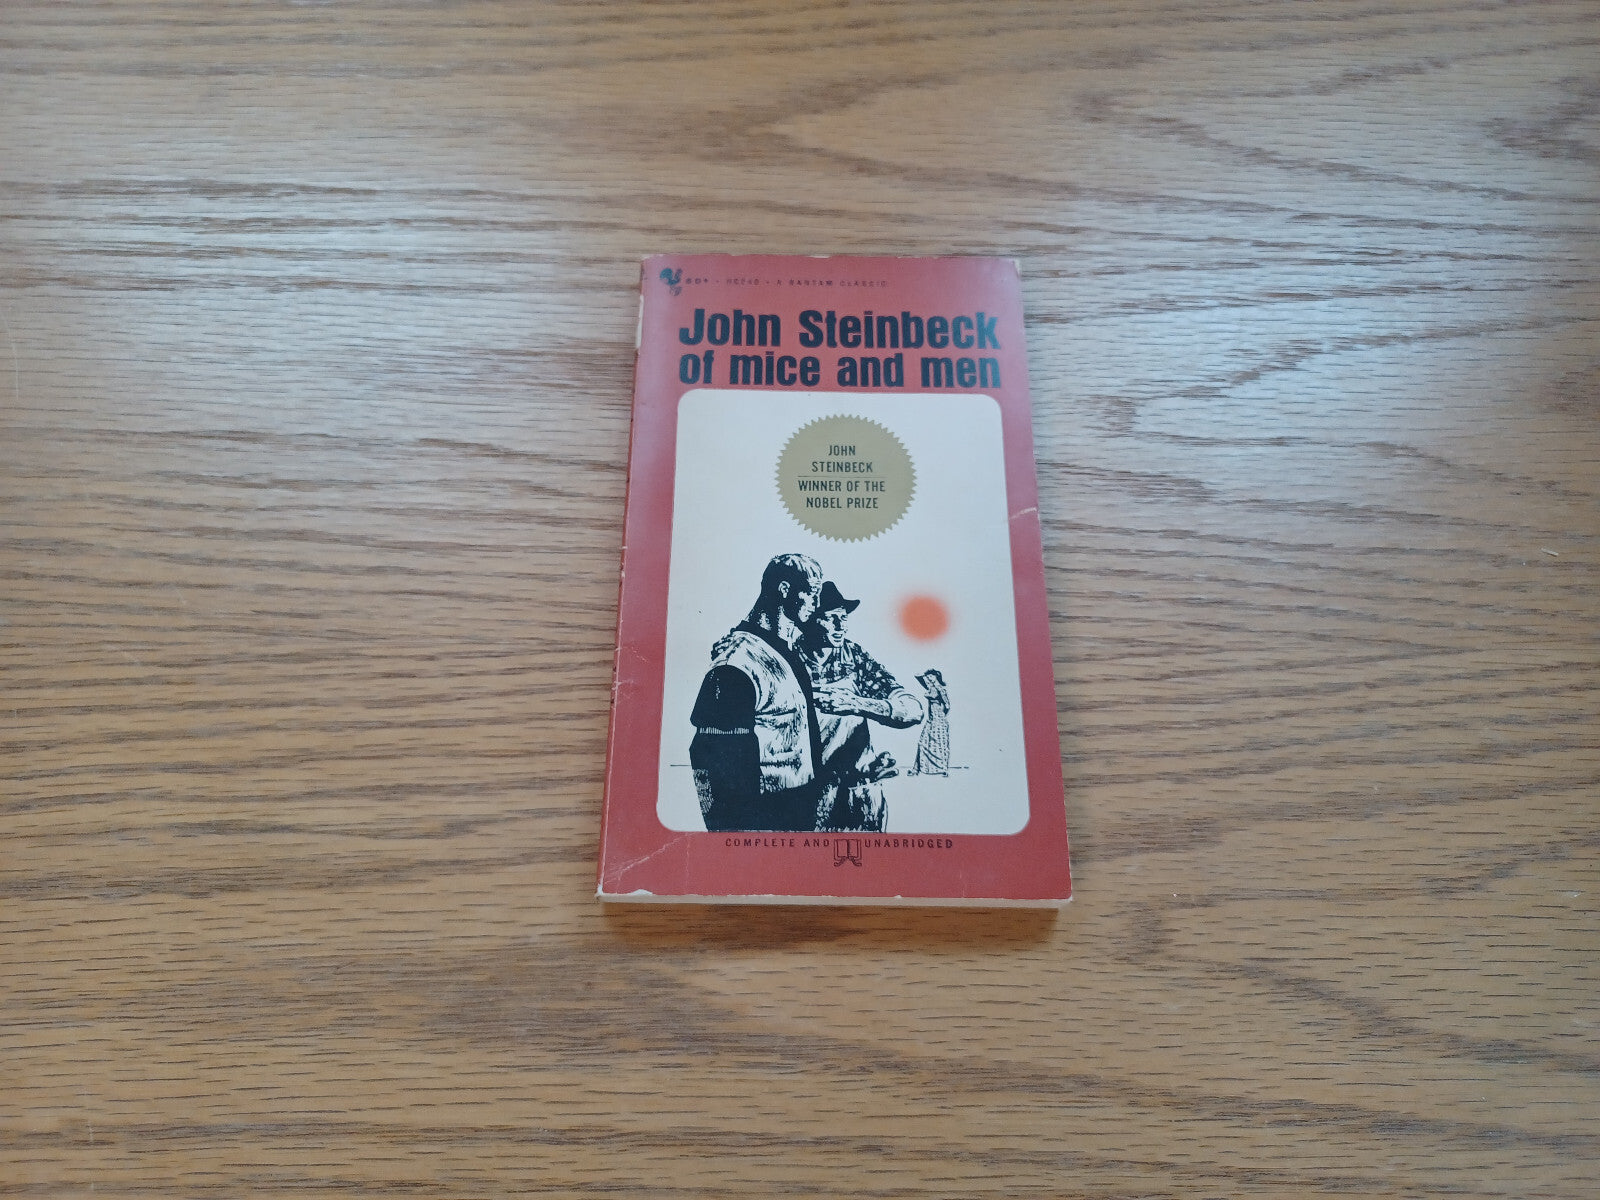 A BANTAM CLASSIC
John Steinbeck
of mice and men
JOHN
STEINBECK
WINNER OF THE
NOBEL PRIZE
COMPLETE AND UNABRIDGED